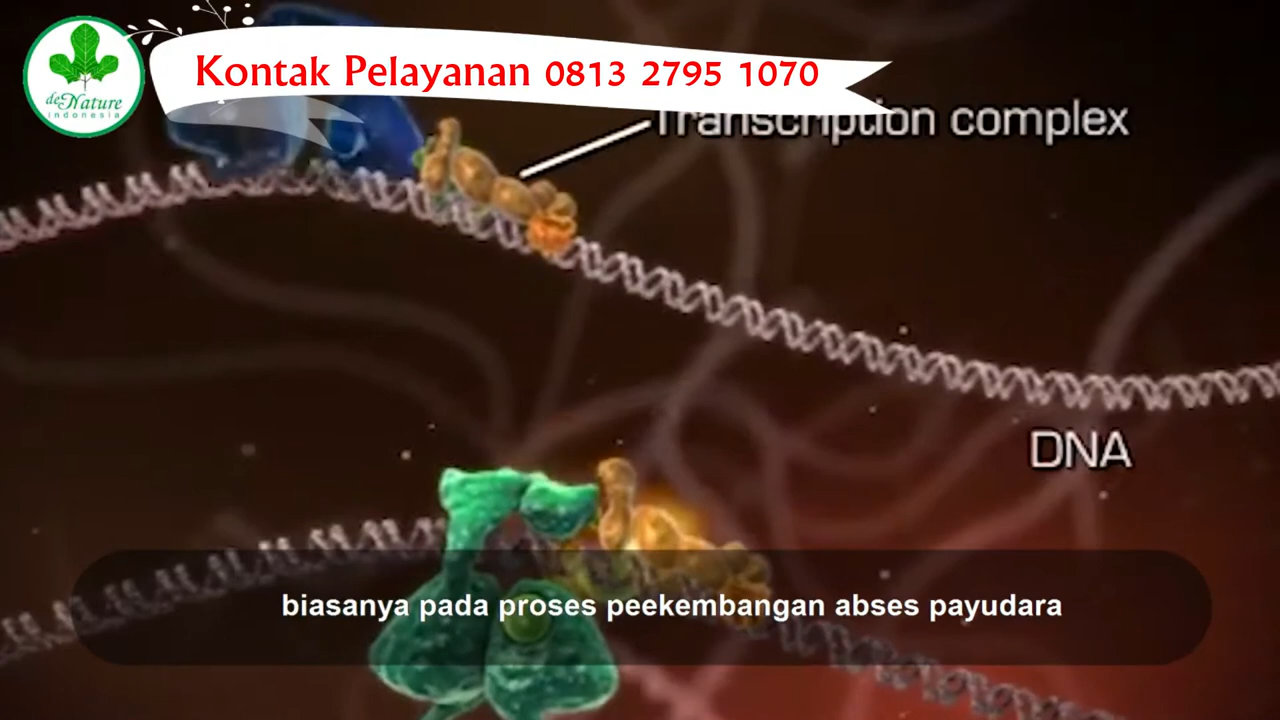 Kontak Pelayanan 0813 2795 1070
deNature
indonesia
Transcription complex
DNA
biasanya pada proses peekembangan abses payudara